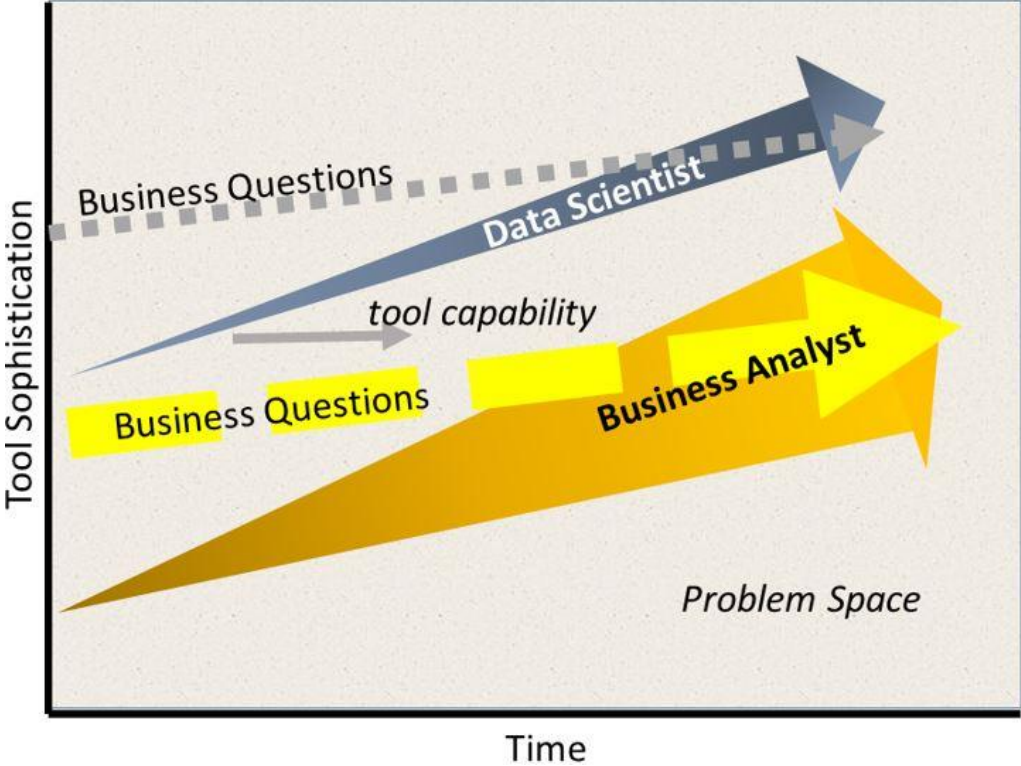 Tool Sophistication
Business Questions
Data Scientist
tool capability
Business Questions
Business Analyst
Problem Space
Time